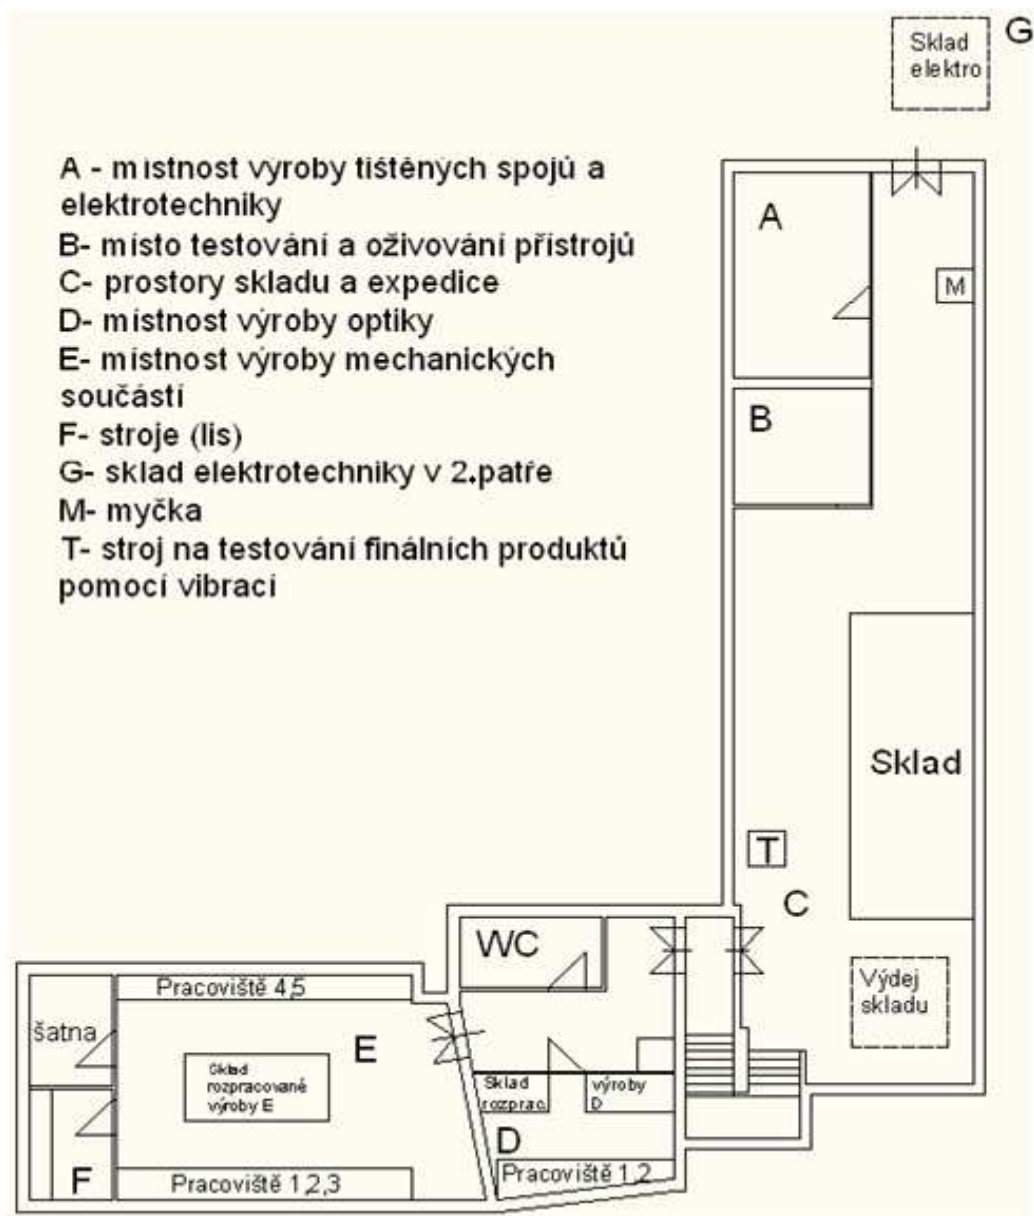 Sklad
elektro
G
A - místnost výroby tištěných spojů a
elektrotechniky
B- místo testování a oživování přístrojů
C- prostory skladu a expedice
D- místnost výroby optiky
E- místnost výroby mechanických
součástí
F- stroje (lis)
G- sklad elektrotechniky v 2.patře
M- myčka
T- stroj na testování finálních produktů
pomocí vibrací
A
M
B
Sklad
T
C
WC
Výdej
skladu
Pracoviště 4,5
šatna
E
Sklad
rozpracované
výroby E
Sklad
rozprac.
výroby
D
D
F
Pracoviště 1,2,3
Pracoviště 1,2